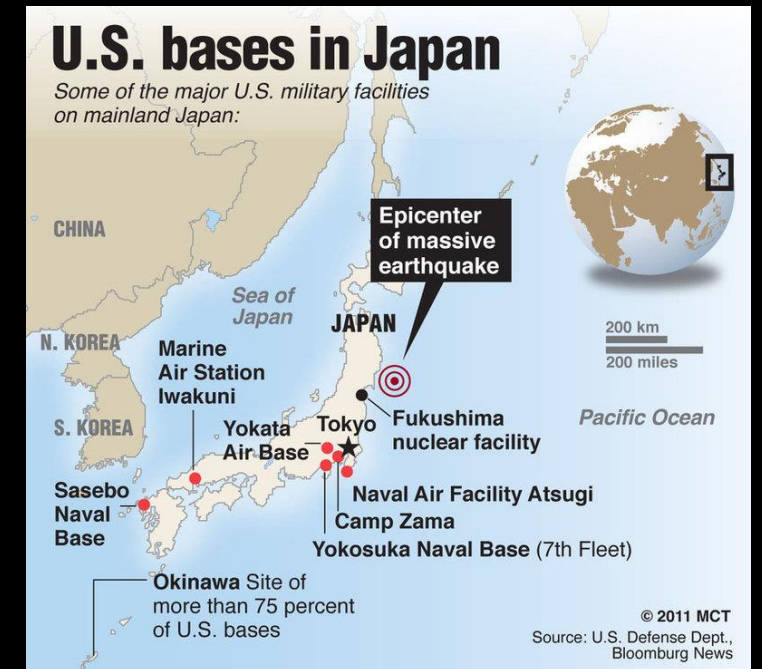 U.S. bases in Japan
Some of the major U.S. military facilities
on mainland Japan:
CHINA
Epicenter
of massive
earthquake
Sea of
Japan
JAPAN
200 km
200 miles
N. KOREA
Marine
Air Station
Iwakuni
S. KOREA
Yokata
Air Base
Tokyo
Fukushima
nuclear facility
Pacific Ocean
Sasebo
Naval
Base
Naval Air Facility Atsugi
Camp Zama
Yokosuka Naval Base (7th Fleet)
Okinawa Site of
more than 75 percent
of U.S. bases
© 2011 MCT
Source: U.S. Defense Dept.,
Bloomburg News